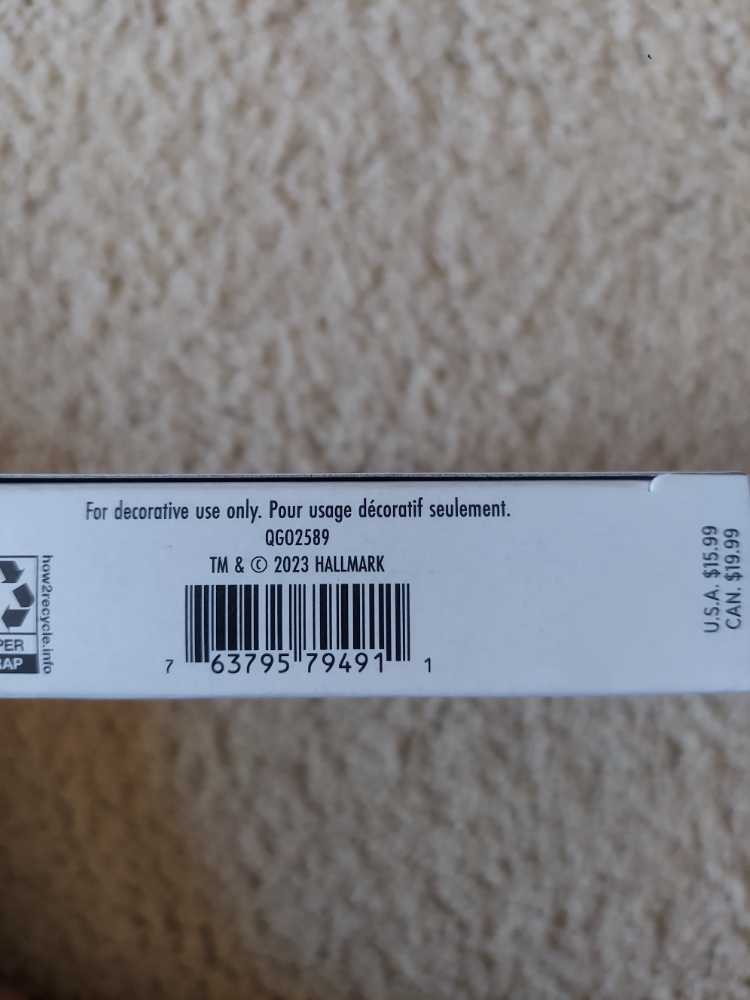 For decorative use only. Pour usage décoratif seulement.
QGO2589
TM & © 2023 HALLMARK
7 63795 79491 1
how2recycle.info
U.S.A. $15.99
CAN. $19.99